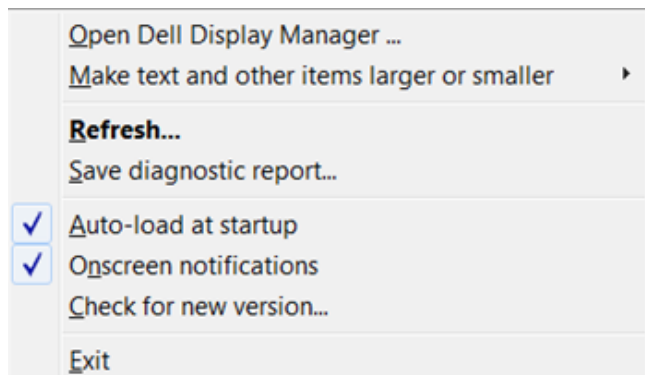 Open Dell Display Manager ...
Make text and other items larger or smaller
Refresh...
Save diagnostic report...
Auto-load at startup
Onscreen notifications
Check for new version...
Exit